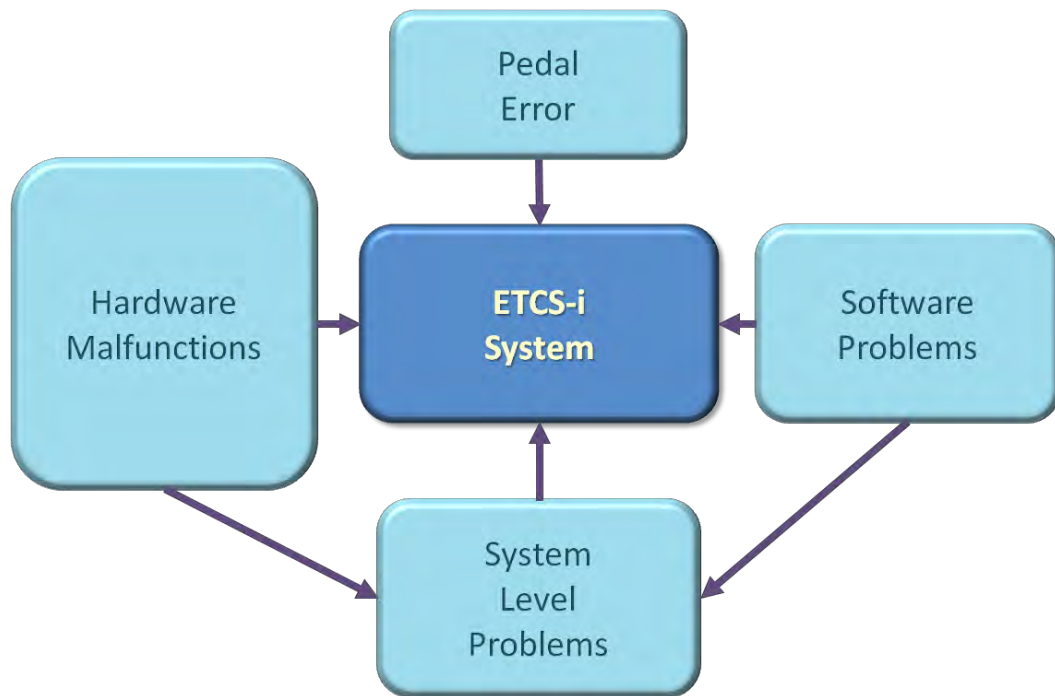 Pedal
Error
Hardware
Malfunctions
ETCS-i
System
Software
Problems
System
Level
Problems